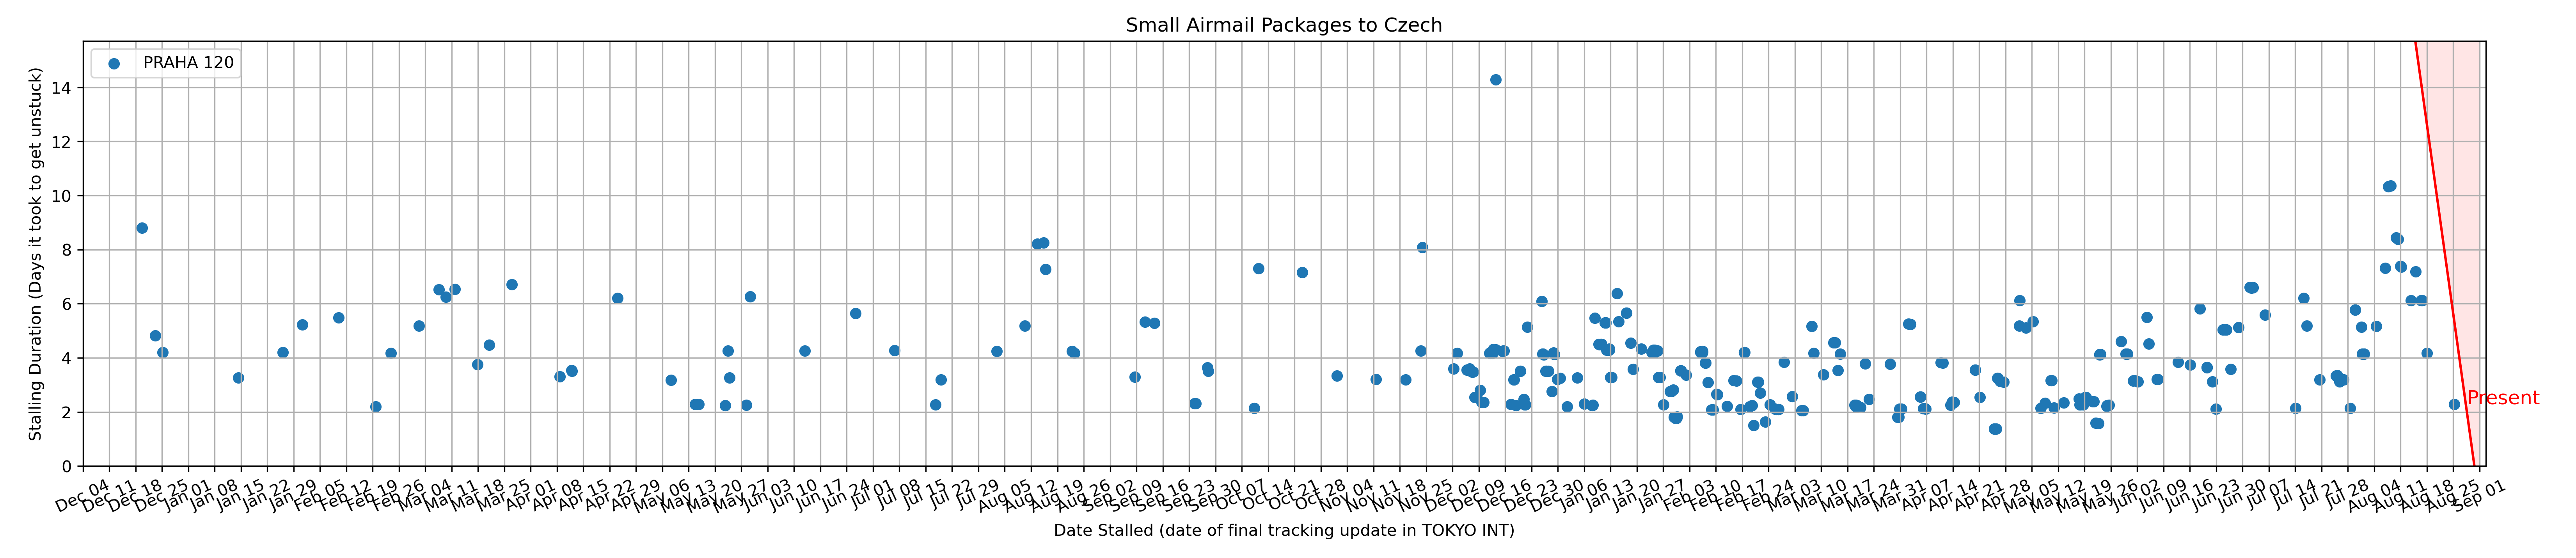 Small Airmail Packages to Czech
PRAHA 120
Stalling Duration (Days it took to get unstuck)
14
12
10
8
6
4
2
0
Present
Dec 04 Dec 11 Dec 18 Dec 25 Jan 01 Jan 08 Jan 15 Jan 22 Jan 29 Feb 05 Feb 12 Feb 19 Feb 26 Mar 04 Mar 11 Mar 18 Mar 25 Apr 01 Apr 08 Apr 15 Apr 22 Apr 29 May 06 May 13 May 20 May 27 Jun 03 Jun 10 Jun 17 Jun 24 Jul 01 Jul 08 Jul 15 Jul 22 Jul 29 Aug 05 Aug 12 Aug 19 Aug 26 Sep 02 Sep 09 Sep 16 Sep 23 Sep 30 Oct 07 Oct 14 Oct 21 Oct 28 Nov 04 Nov 11 Nov 18 Nov 25 Dec 02 Dec 09 Dec 16 Dec 23 Dec 30 Jan 06 Jan 13 Jan 20 Jan 27 Feb 03 Feb 10 Feb 17 Feb 24 Mar 03 Mar 10 Mar 17 Mar 24 Mar 31 Apr 07 Apr 14 Apr 21 Apr 28 May 05 May 12 May 19 May 26 Jun 02 Jun 09 Jun 16 Jun 23 Jun 30 Jul 07 Jul 14 Jul 21 Jul 28 Aug 04 Aug 11 Aug 18 Aug 25 Sep 01
Date Stalled (date of final tracking update in TOKYO INT)